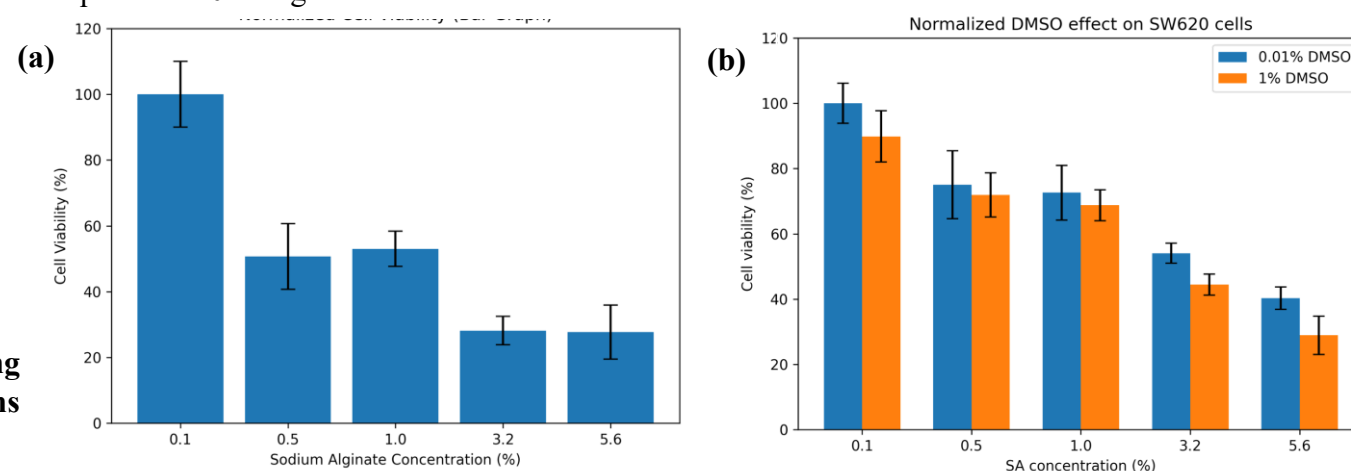 (a)
120
100
80
60
40
20
0
Cell Viability (%)
0.1 0.5 1.0 3.2 5.6
Sodium Alginate Concentration (%)
(b)
Normalized DMSO effect on SW620 cells
0.01% DMSO
1% DMSO
120
100
80
60
40
20
0
Cell viability (%)
0.1 0.5 1.0 3.2 5.6
SA concentration (%)